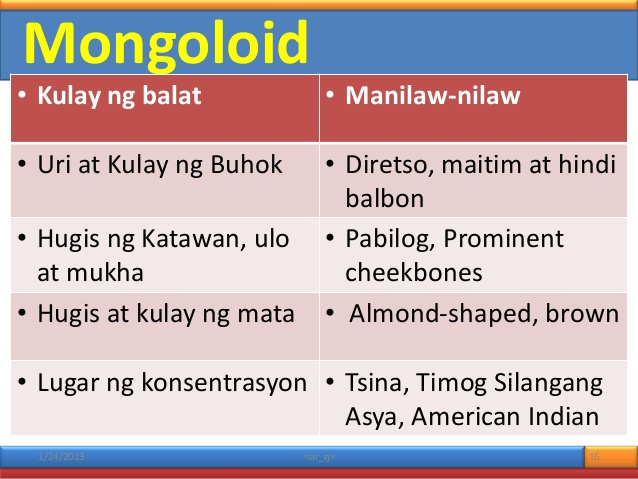 Mongoloid
• Kulay ng balat
• Manilaw-nilaw
• Uri at Kulay ng Buhok
• Diretso, maitim at hindi
balbon
• Hugis ng Katawan, ulo
at mukha
• Pabilog, Prominent
cheekbones
• Hugis at kulay ng mata
• Almond-shaped, brown
• Lugar ng konsentrasyon
• Tsina, Timog Silangang
Asya, American Indian
1/24/2013
=ar_rj=
16